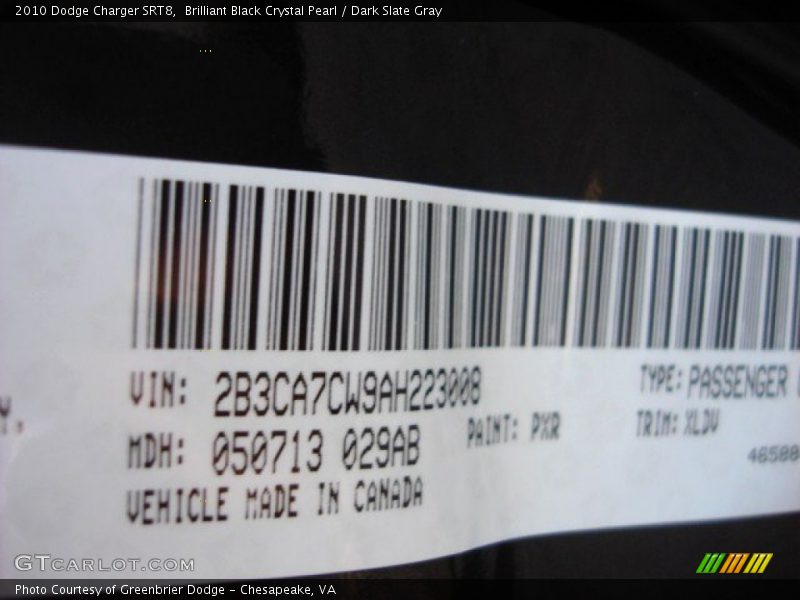 2010 Dodge Charger SRT8, Brilliant Black Crystal Pearl / Dark Slate Gray
VIN: 2B3CA7CW9AH223008 TYPE: PASSENGER
MDH: 050713 029AB PAINT: PXR TRIM: XLDV
VEHICLE MADE IN CANADA
GTCARLOT.COM
Photo Courtesy of Greenbrier Dodge - Chesapeake, VA